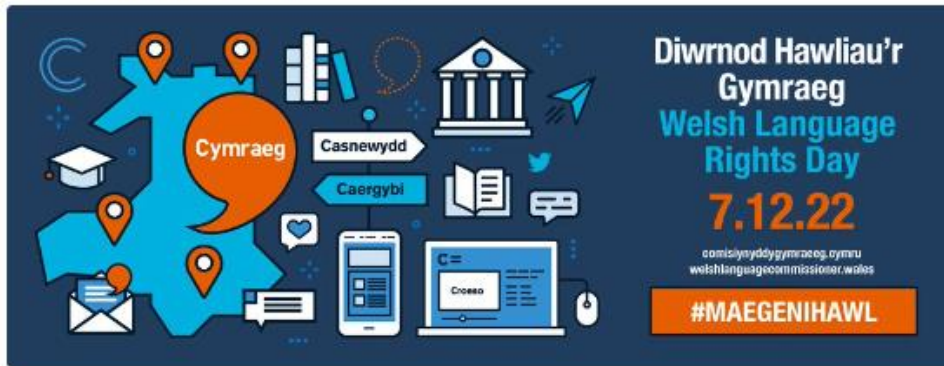 Cymraeg
Casnewydd
Caergybi
Croeso
Diwrnod Hawliau'r
Gymraeg
Welsh Language
Rights Day
7.12.22
comisiynyddygymraeg.cymru
welshlanguagecommissioner.wales
#MAEGENIHAWL